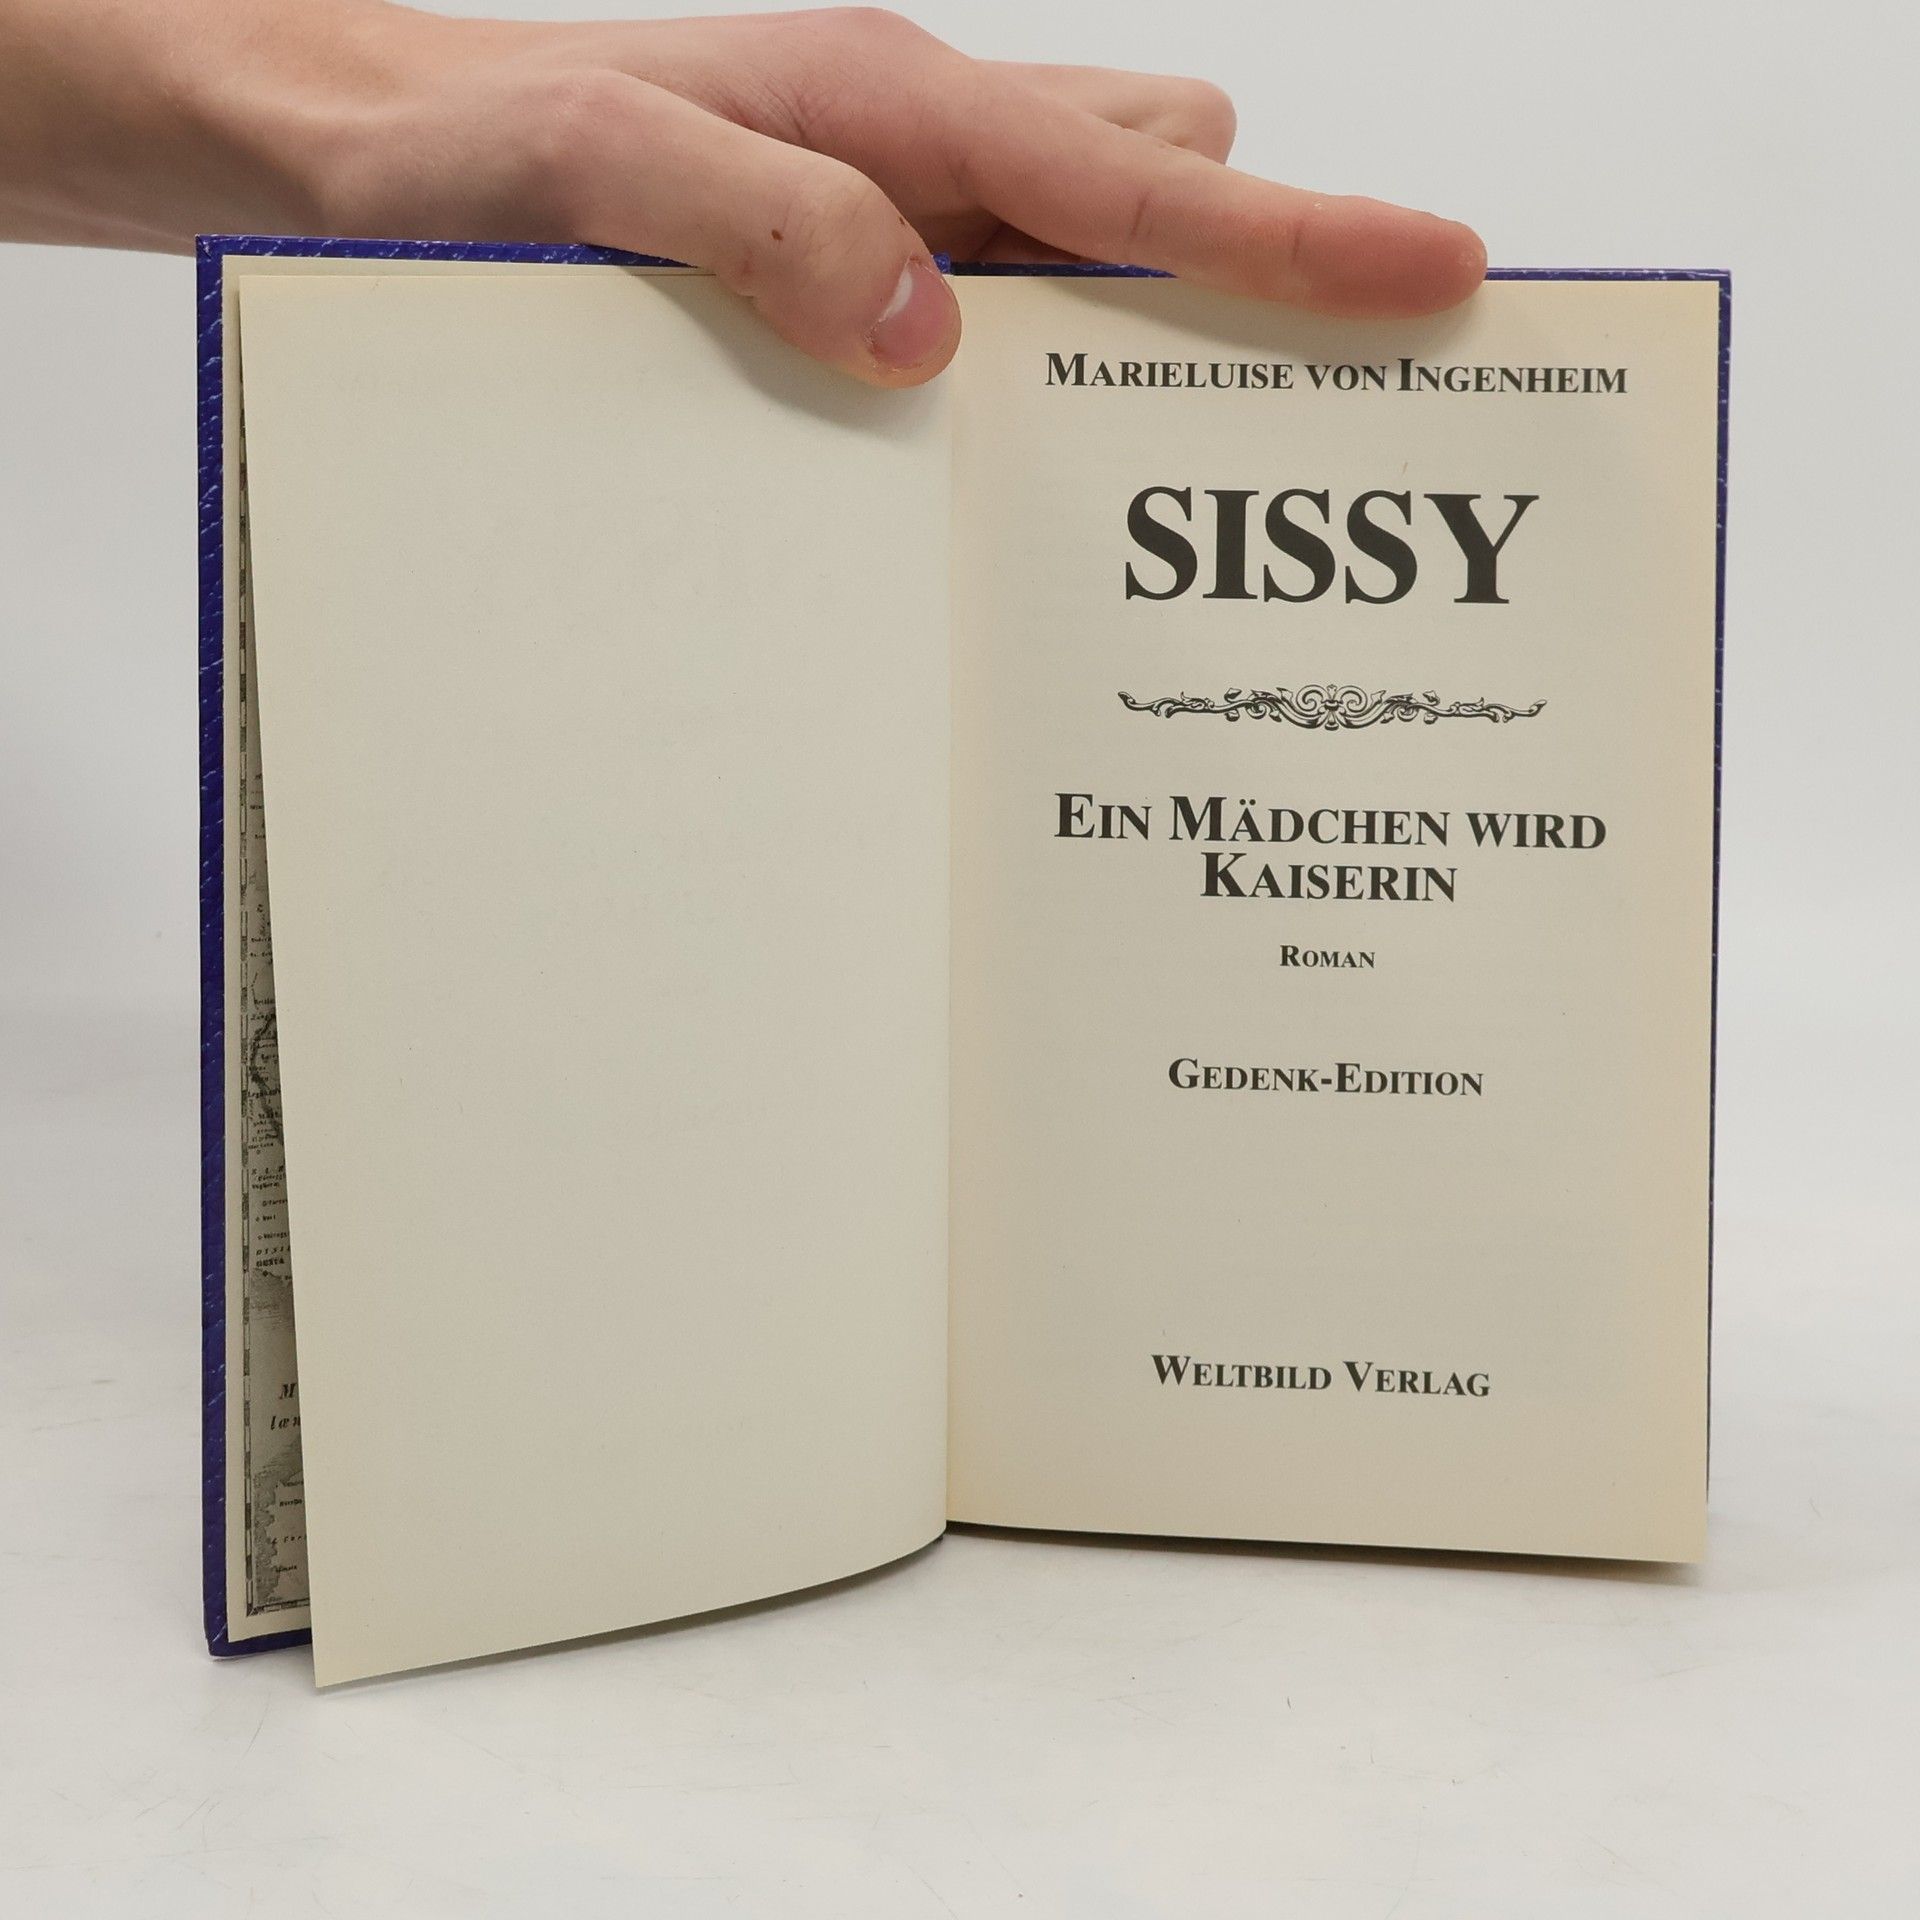 MARIELUISE VON INGENHEIM
SISSY
EIN MÄDCHEN WIRD
KAISERIN
ROMAN
GEDENK-EDITION
WELTBILD VERLAG